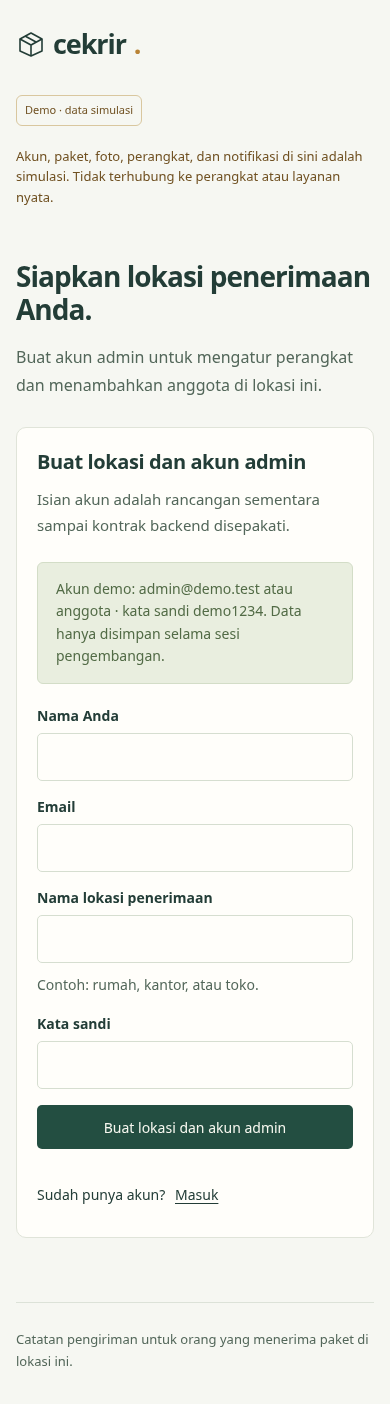 cekrir .
Demo · data simulasi
Akun, paket, foto, perangkat, dan notifikasi di sini adalah
simulasi. Tidak terhubung ke perangkat atau layanan
nyata.
Siapkan lokasi penerimaan
Anda.
Buat akun admin untuk mengatur perangkat
dan menambahkan anggota di lokasi ini.
Buat lokasi dan akun admin
Isian akun adalah rancangan sementara
sampai kontrak backend disepakati.
Akun demo: admin@demo.test atau
anggota · kata sandi demo1234. Data
hanya disimpan selama sesi
pengembangan.
Nama Anda
Email
Nama lokasi penerimaan
Contoh: rumah, kantor, atau toko.
Kata sandi
Buat lokasi dan akun admin
Sudah punya akun? Masuk
Catatan pengiriman untuk orang yang menerima paket di
lokasi ini.